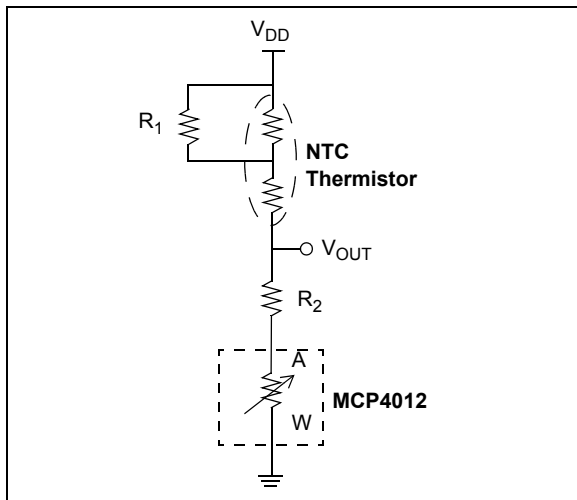 V_DD
R_1
NTC
Thermistor
V_OUT
R_2
A
MCP4012
W